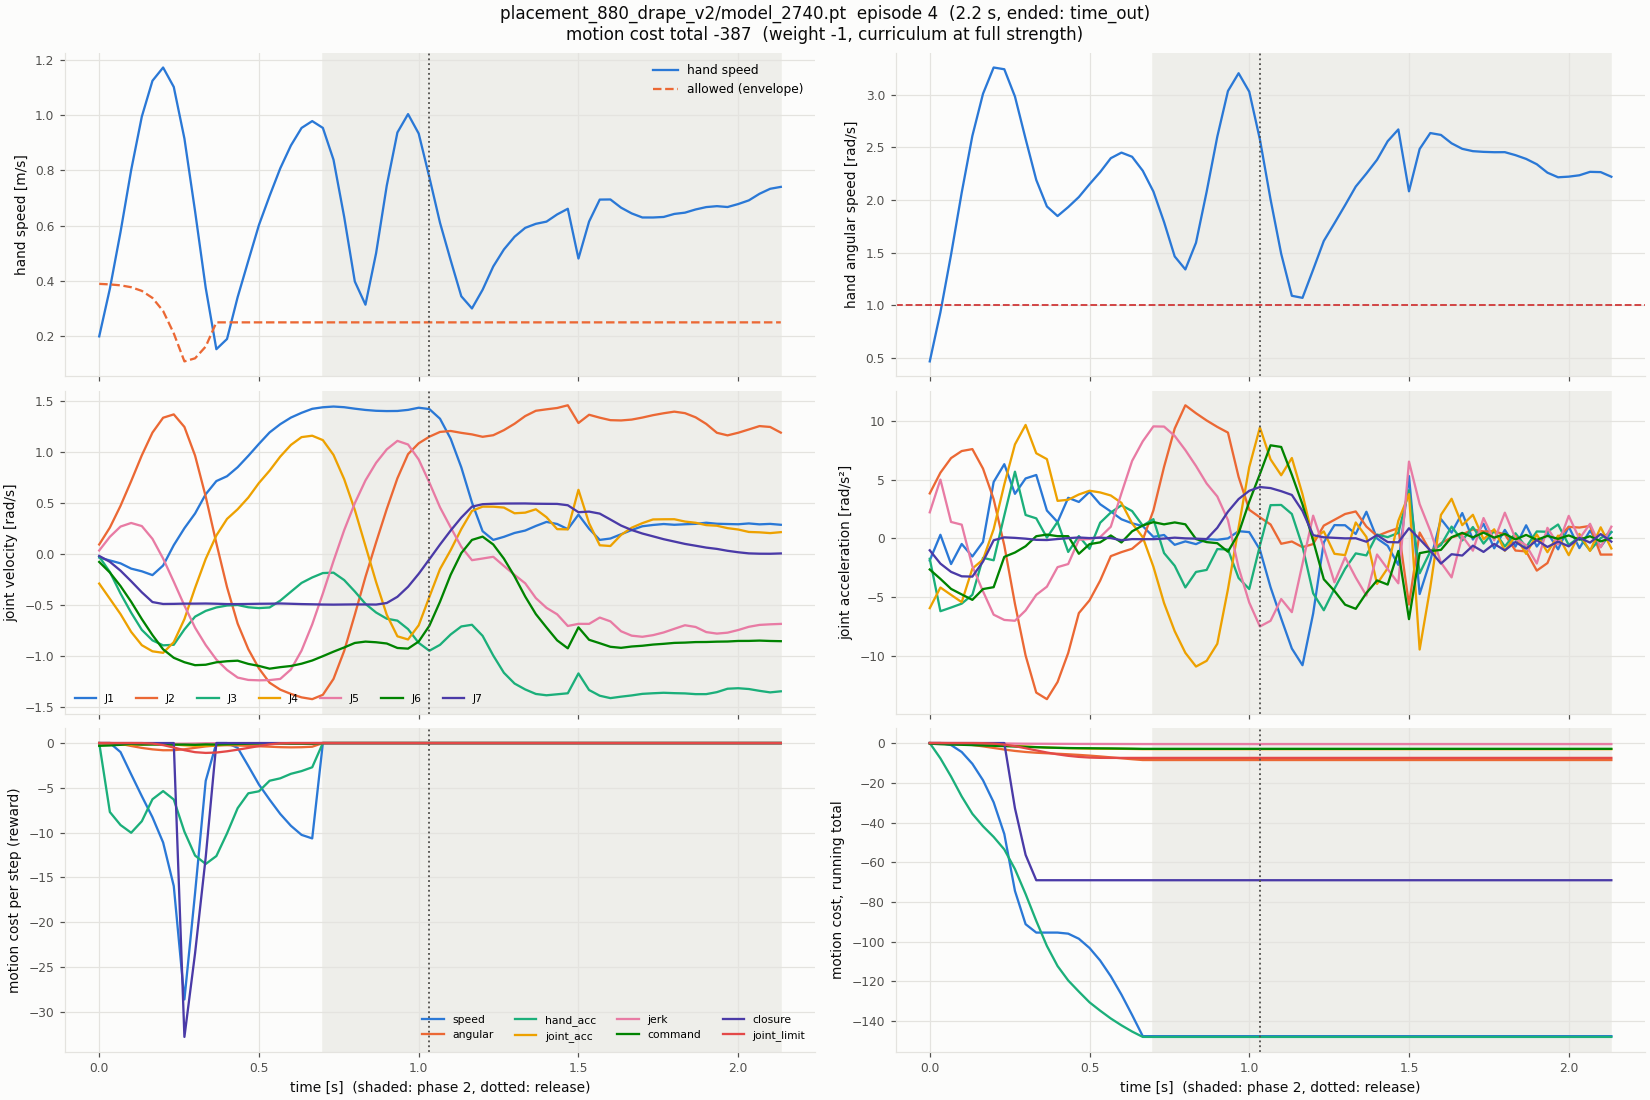 placement_880_drape_v2/model_2740.pt  episode 4  (2.2 s, ended: time_out)
motion cost total -387  (weight -1, curriculum at full strength)
hand speed [m/s]
1.2
1.0
0.8
0.6
0.4
0.2
hand speed
allowed (envelope)
hand angular speed [rad/s]
3.0
2.5
2.0
1.5
1.0
0.5
joint velocity [rad/s]
1.5
1.0
0.5
0.0
−0.5
−1.0
−1.5
J1 J2 J3 J4 J5 J6 J7
joint acceleration [rad/s²]
10
5
0
−5
−10
motion cost per step (reward)
0
−5
−10
−15
−20
−25
−30
speed hand_acc jerk closure
angular joint_acc command joint_limit
0.0 0.5 1.0 1.5 2.0
time [s]  (shaded: phase 2, dotted: release)
motion cost, running total
0
−20
−40
−60
−80
−100
−120
−140
0.0 0.5 1.0 1.5 2.0
time [s]  (shaded: phase 2, dotted: release)